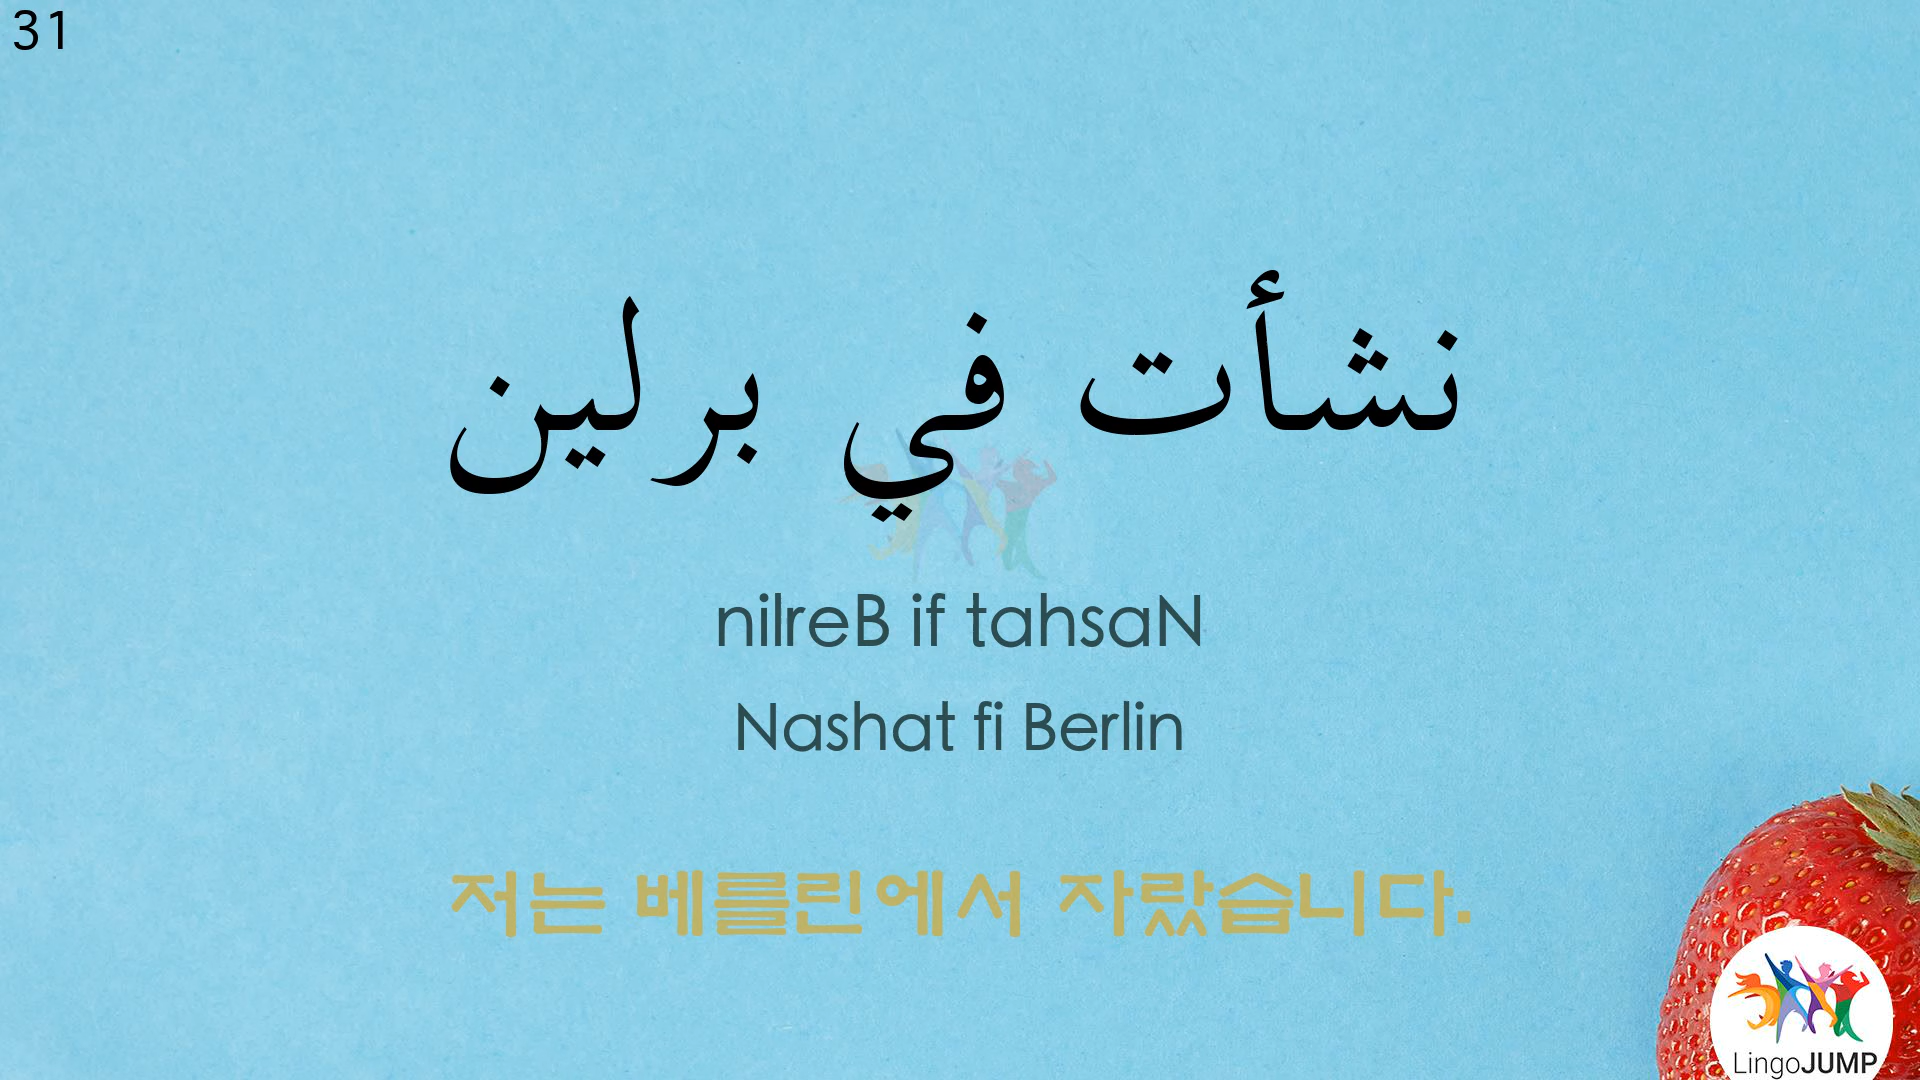 31
نشأت في برلين
nilreB if tahsaN
Nashat fi Berlin
저는 베를린에서 자랐습니다.
LingoJUMP